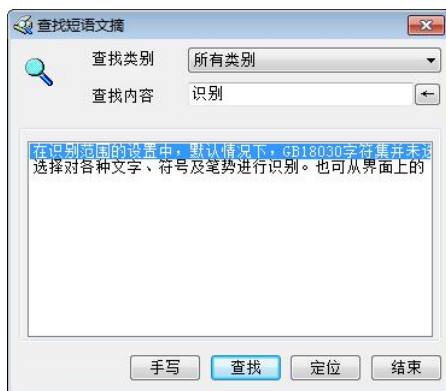 查找短语文摘
查找类别 所有类别
查找内容 识别
在识别范围的设置中，默认情况下，GB18030字符集并未
选择对各种文字、符号及笔势进行识别。也可从界面上的
手写 查找 定位 结束